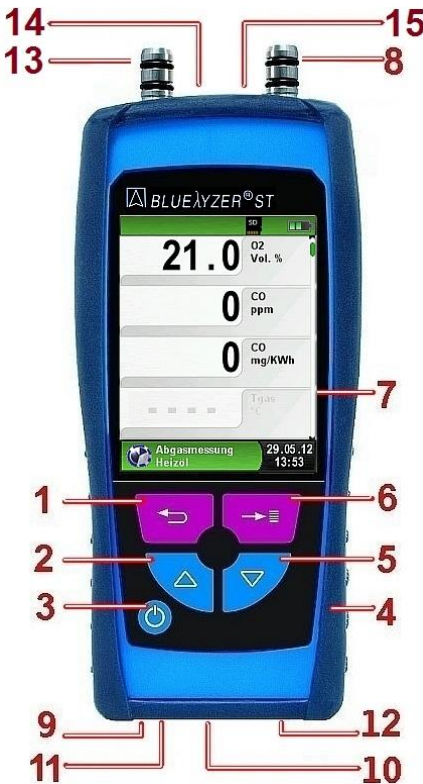 14
15
13
8
BLUEλYZER®ST
SD
21.0 O2 Vol. %
0 CO ppm
0 CO mg/KWh
---- Tgas °C
7
Abgasmessung Heizöl
29.05.12 13:53
1
6
2
5
3
4
9
12
11
10